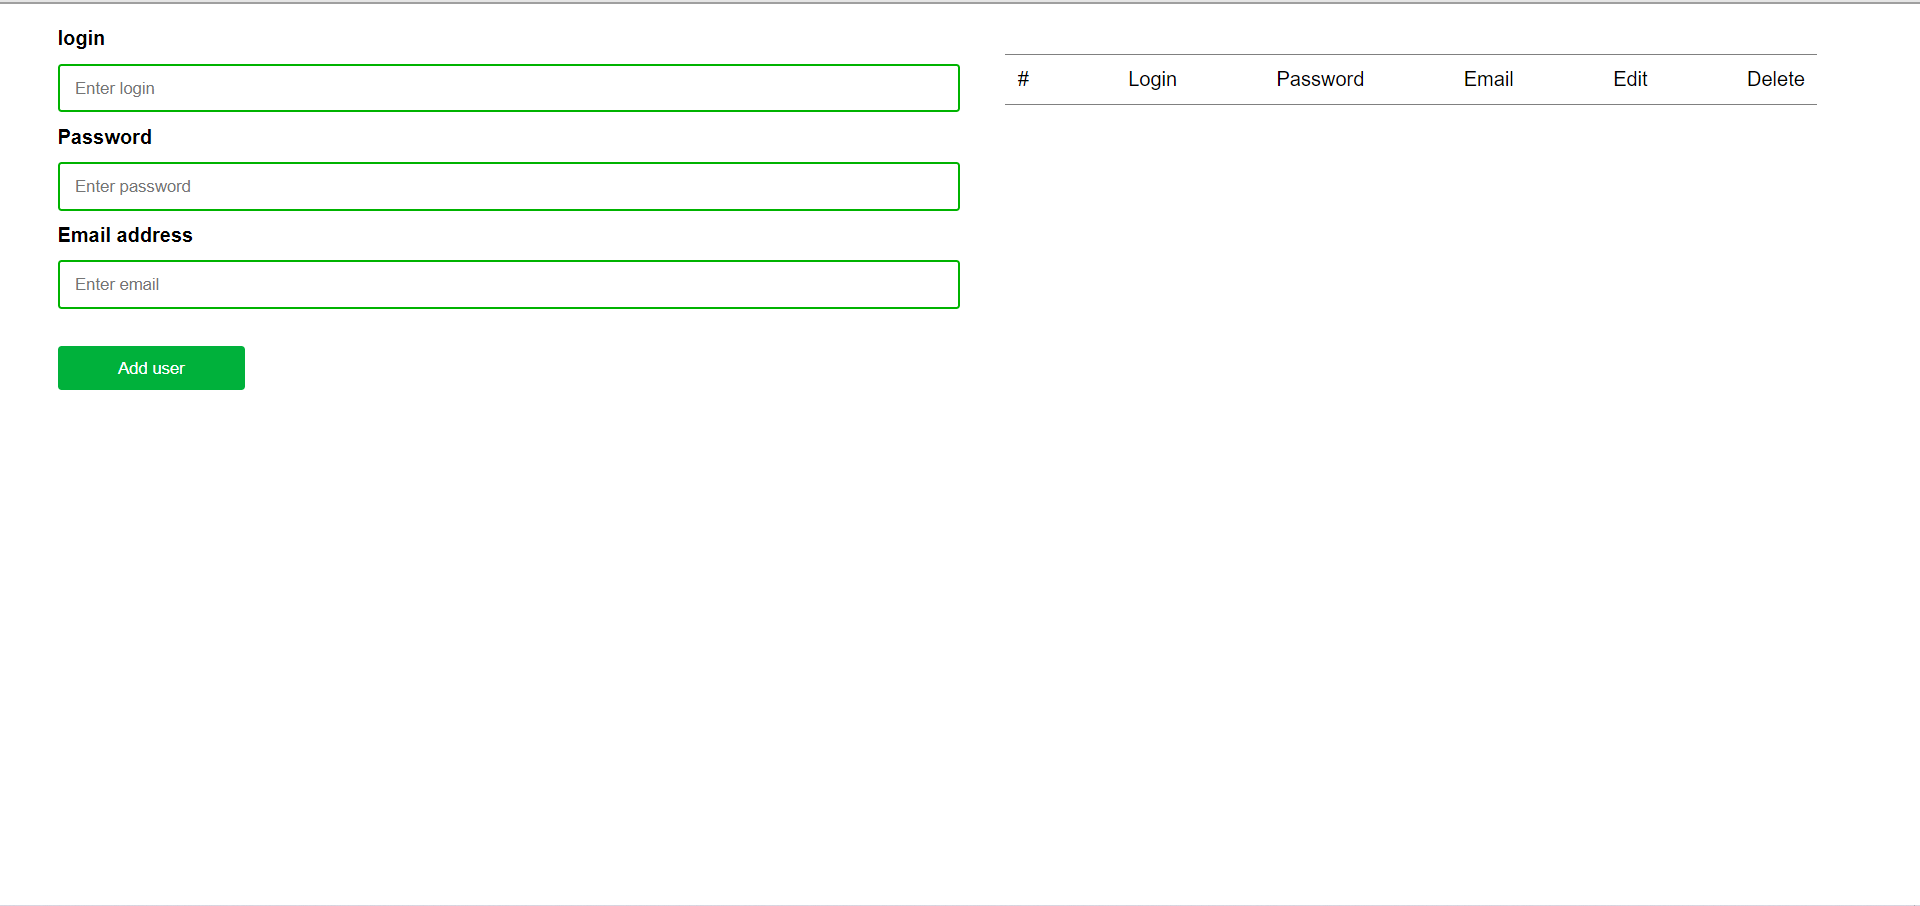 login
Enter login
Password
Enter password
Email address
Enter email
Add user
# Login Password Email Edit Delete